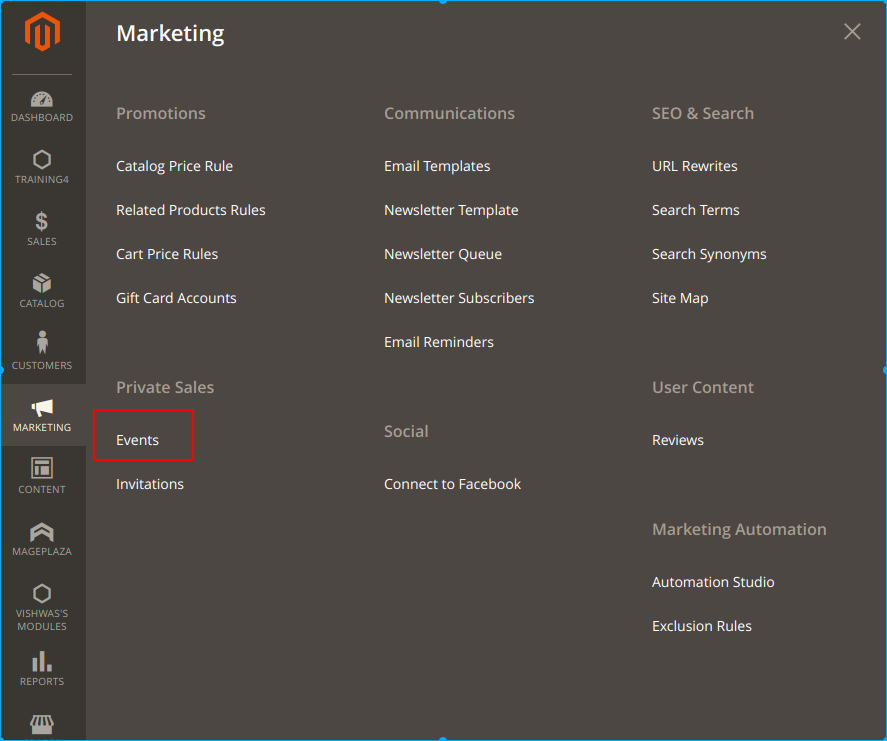 Marketing
DASHBOARD
TRAINING4
SALES
CATALOG
CUSTOMERS
MARKETING
CONTENT
MAGEPLAZA
VISHWAS'S
MODULES
REPORTS
Promotions
Catalog Price Rule
Related Products Rules
Cart Price Rules
Gift Card Accounts
Private Sales
Events
Invitations
Communications
Email Templates
Newsletter Template
Newsletter Queue
Newsletter Subscribers
Email Reminders
Social
Connect to Facebook
SEO & Search
URL Rewrites
Search Terms
Search Synonyms
Site Map
User Content
Reviews
Marketing Automation
Automation Studio
Exclusion Rules